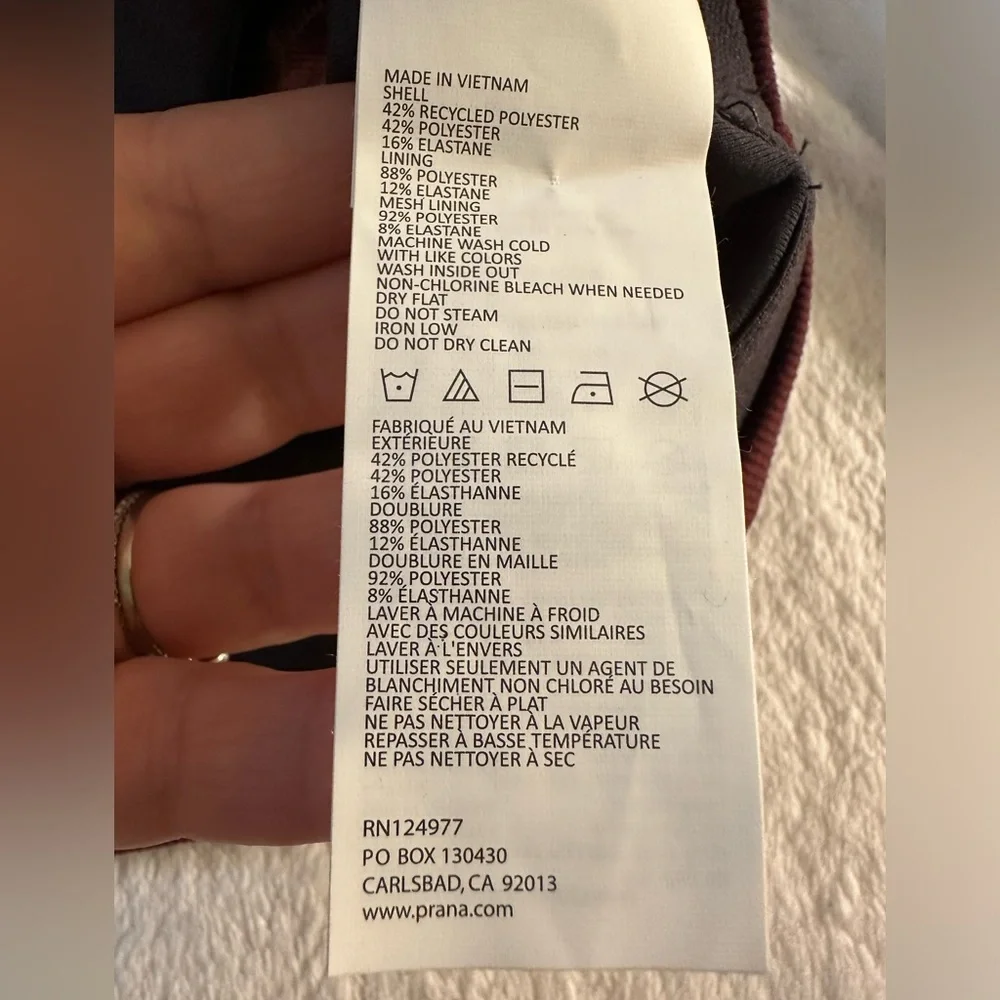 MADE IN VIETNAM
SHELL
42% RECYCLED POLYESTER
42% POLYESTER
16% ELASTANE
LINING
88% POLYESTER
12% ELASTANE
MESH LINING
92% POLYESTER
8% ELASTANE
MACHINE WASH COLD
WITH LIKE COLORS
WASH INSIDE OUT
NON-CHLORINE BLEACH WHEN NEEDED
DRY FLAT
DO NOT STEAM
IRON LOW
DO NOT DRY CLEAN
FABRIQUÉ AU VIETNAM
EXTÉRIEURE
42% POLYESTER RECYCLÉ
42% POLYESTER
16% ÉLASTHANNE
DOUBLURE
88% POLYESTER
12% ÉLASTHANNE
DOUBLURE EN MAILLE
92% POLYESTER
8% ÉLASTHANNE
LAVER À MACHINE À FROID
AVEC DES COULEURS SIMILAIRES
LAVER À L'ENVERS
UTILISER SEULEMENT UN AGENT DE
BLANCHIMENT NON CHLORÉ AU BESOIN
FAIRE SÉCHER À PLAT
NE PAS NETTOYER À LA VAPEUR
REPASSER À BASSE TEMPÉRATURE
NE PAS NETTOYER À SEC
RN124977
PO BOX 130430
CARLSBAD, CA 92013
www.prana.com